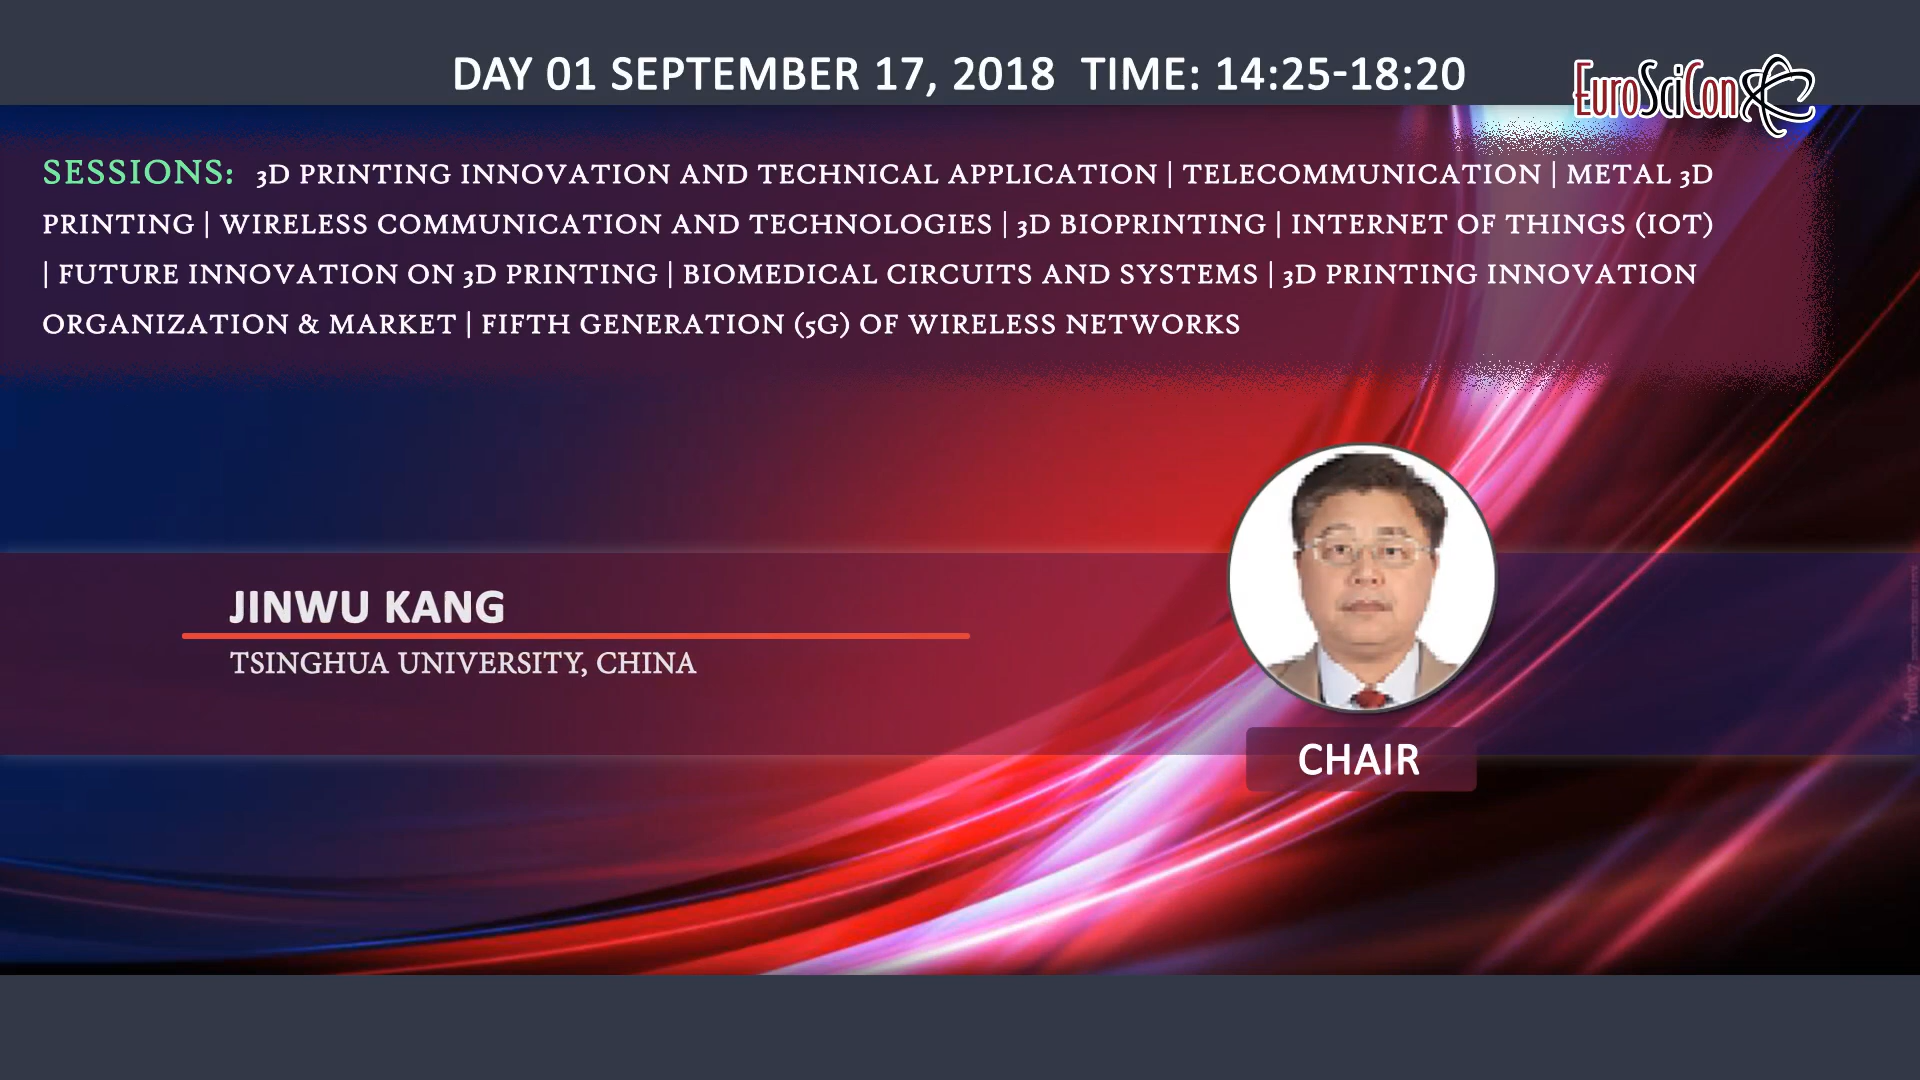 DAY 01 SEPTEMBER 17, 2018 TIME: 14:25-18:20
EuroSciCon
SESSIONS: 3D PRINTING INNOVATION AND TECHNICAL APPLICATION | TELECOMMUNICATION | METAL 3D
PRINTING | WIRELESS COMMUNICATION AND TECHNOLOGIES | 3D BIOPRINTING | INTERNET OF THINGS (IOT)
| FUTURE INNOVATION ON 3D PRINTING | BIOMEDICAL CIRCUITS AND SYSTEMS | 3D PRINTING INNOVATION
ORGANIZATION & MARKET | FIFTH GENERATION (5G) OF WIRELESS NETWORKS
JINWU KANG
TSINGHUA UNIVERSITY, CHINA
CHAIR